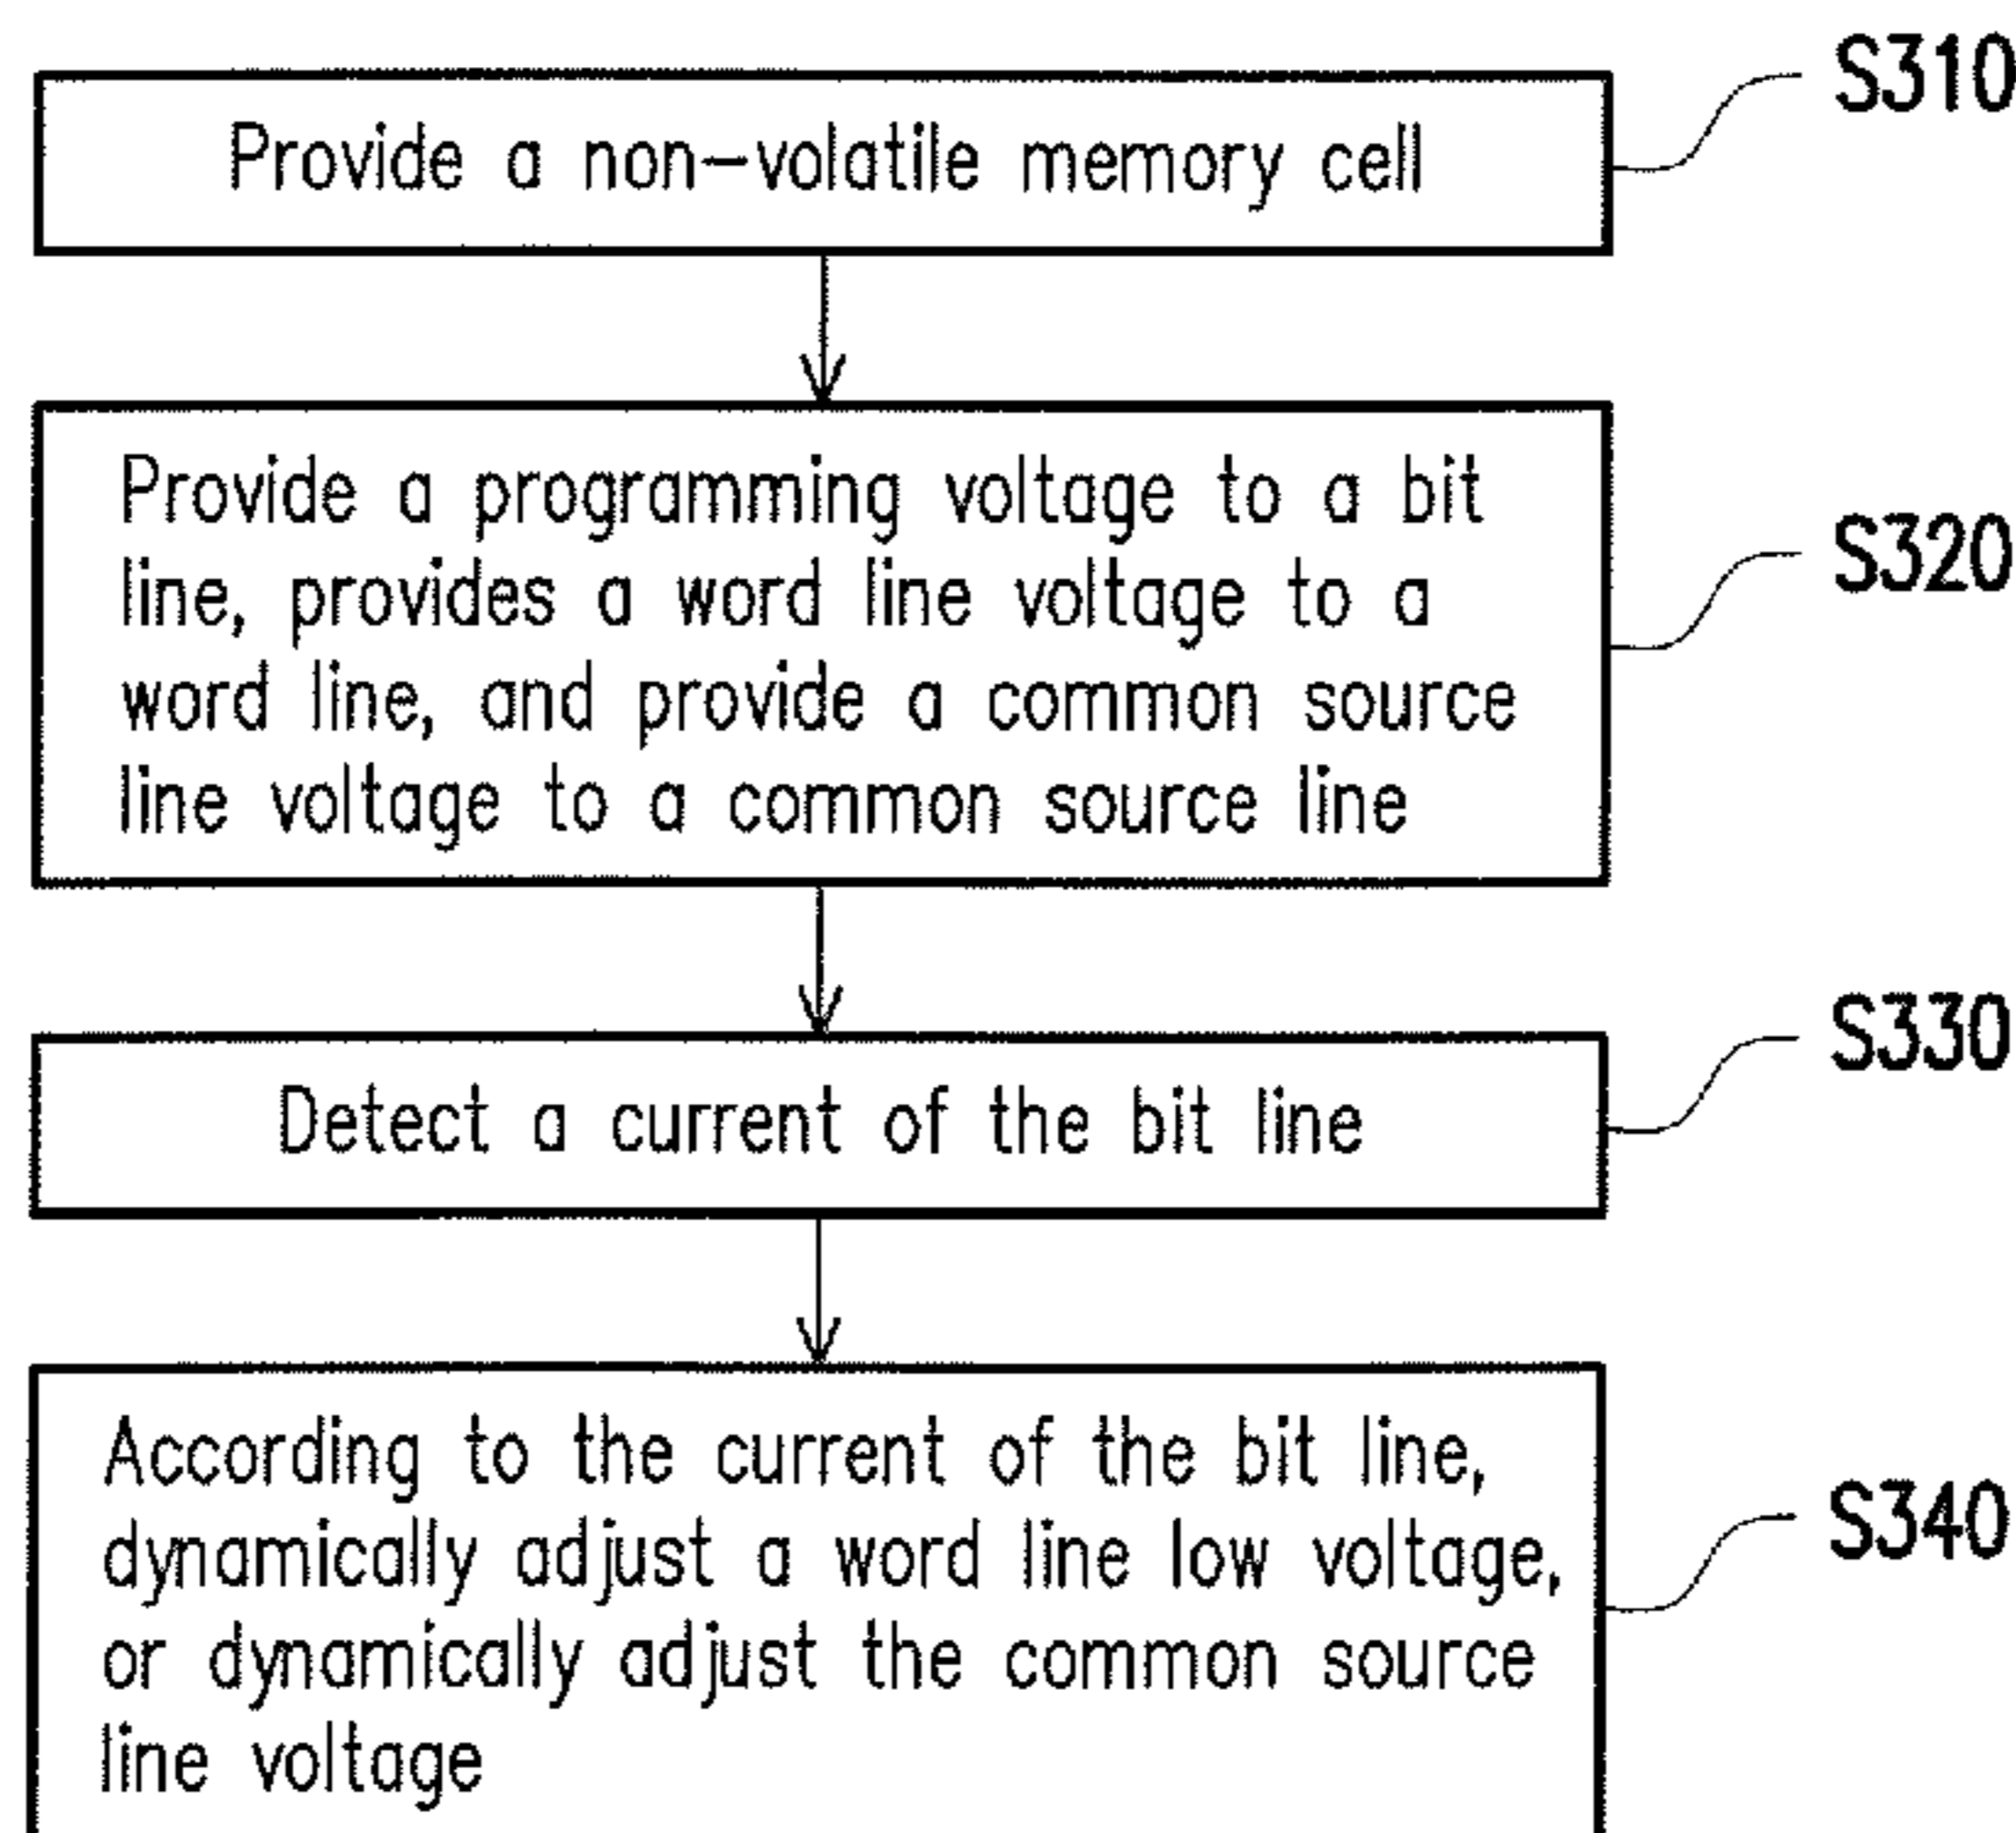 S310
Provide a non-volatile memory cell
Provide a programming voltage to a bit
line, provides a word line voltage to a
word line, and provide a common source
line voltage to a common source line
S320
S330
Detect a current of the bit line
According to the current of the bit line,
dynamically adjust a word line low voltage,
or dynamically adjust the common source
line voltage
S340